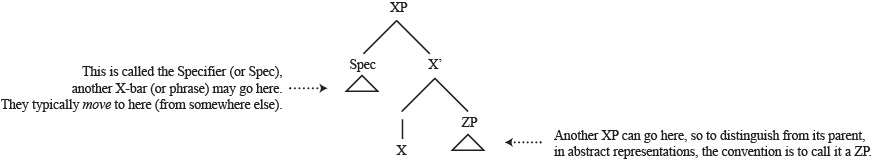 XP
Spec
X'
This is called the Specifier (or Spec),
another X-bar (or phrase) may go here.
They typically move to here (from somewhere else).
ZP
X
Another XP can go here, so to distinguish from its parent,
in abstract representations, the convention is to call it a ZP.